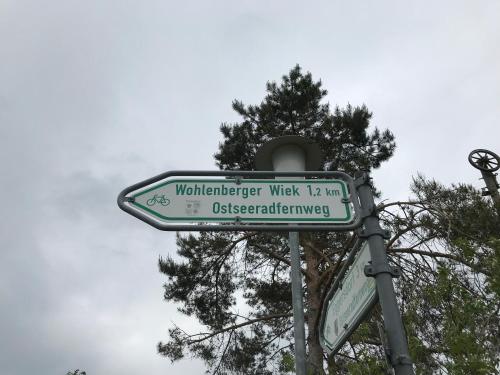 Wohlenberger Wiek 1,2 km
Ostseeradfernweg